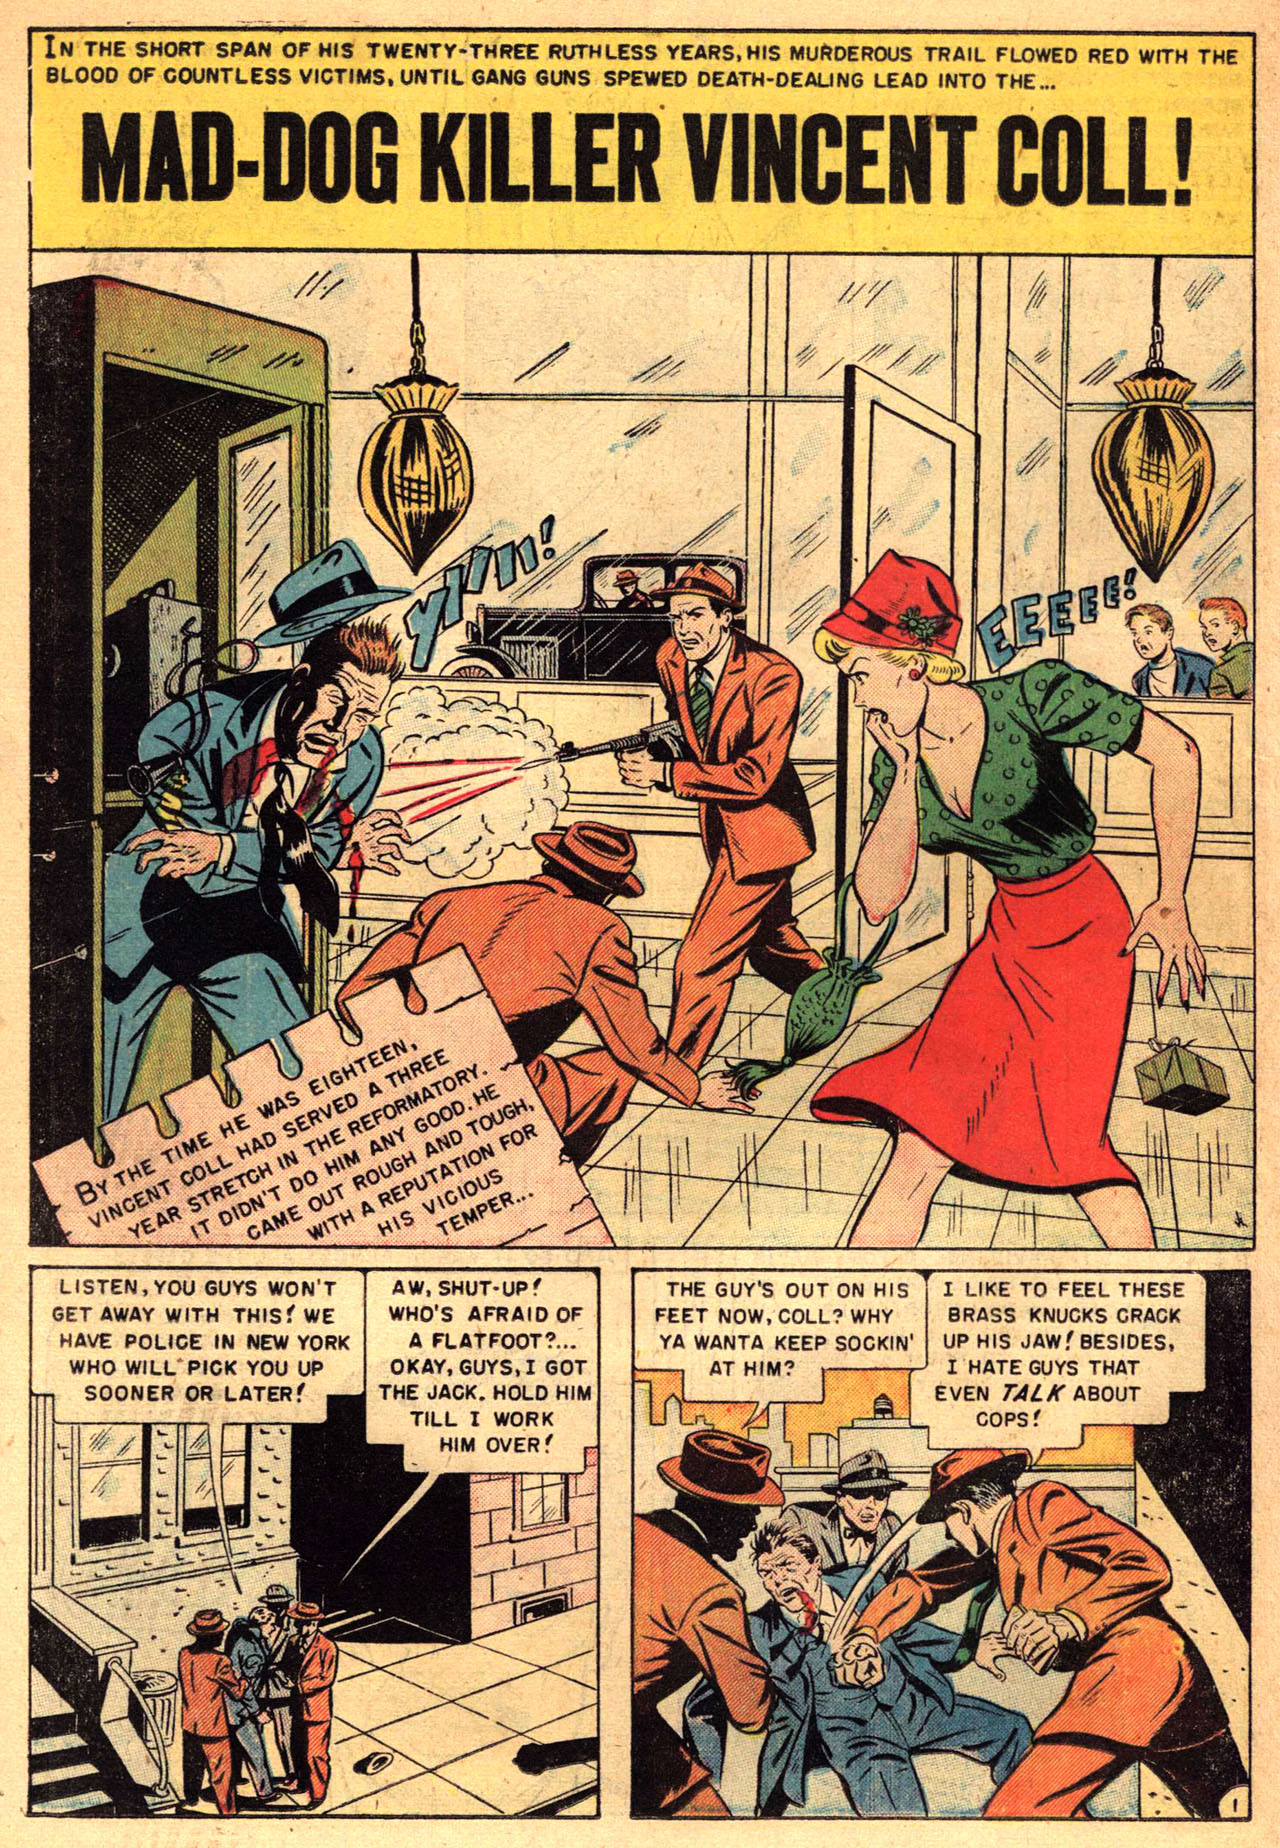 IN THE SHORT SPAN OF HIS TWENTY-THREE RUTHLESS YEARS, HIS MURDEROUS TRAIL FLOWED RED WITH THE
BLOOD OF COUNTLESS VICTIMS, UNTIL GANG GUNS SPEWED DEATH-DEALING LEAD INTO THE...
MAD-DOG KILLER VINCENT COLL!
YIIIII!
EEEEE!
BY THE TIME HE WAS EIGHTEEN,
VINCENT COLL HAD SERVED A THREE
YEAR STRETCH IN THE REFORMATORY.
IT DIDN'T DO HIM ANY GOOD. HE
CAME OUT ROUGH AND TOUGH,
WITH A REPUTATION FOR
HIS VICIOUS
TEMPER...
LISTEN, YOU GUYS WON'T
GET AWAY WITH THIS! WE
HAVE POLICE IN NEW YORK
WHO WILL PICK YOU UP
SOONER OR LATER!
AW, SHUT-UP!
WHO'S AFRAID OF
A FLATFOOT?...
OKAY, GUYS, I GOT
THE JACK. HOLD HIM
TILL I WORK
HIM OVER!
THE GUY'S OUT ON HIS
FEET NOW, COLL? WHY
YA WANTA KEEP SOCKIN'
AT HIM?
I LIKE TO FEEL THESE
BRASS KNUCKS CRACK
UP HIS JAW! BESIDES,
I HATE GUYS THAT
EVEN TALK ABOUT
COPS!
1